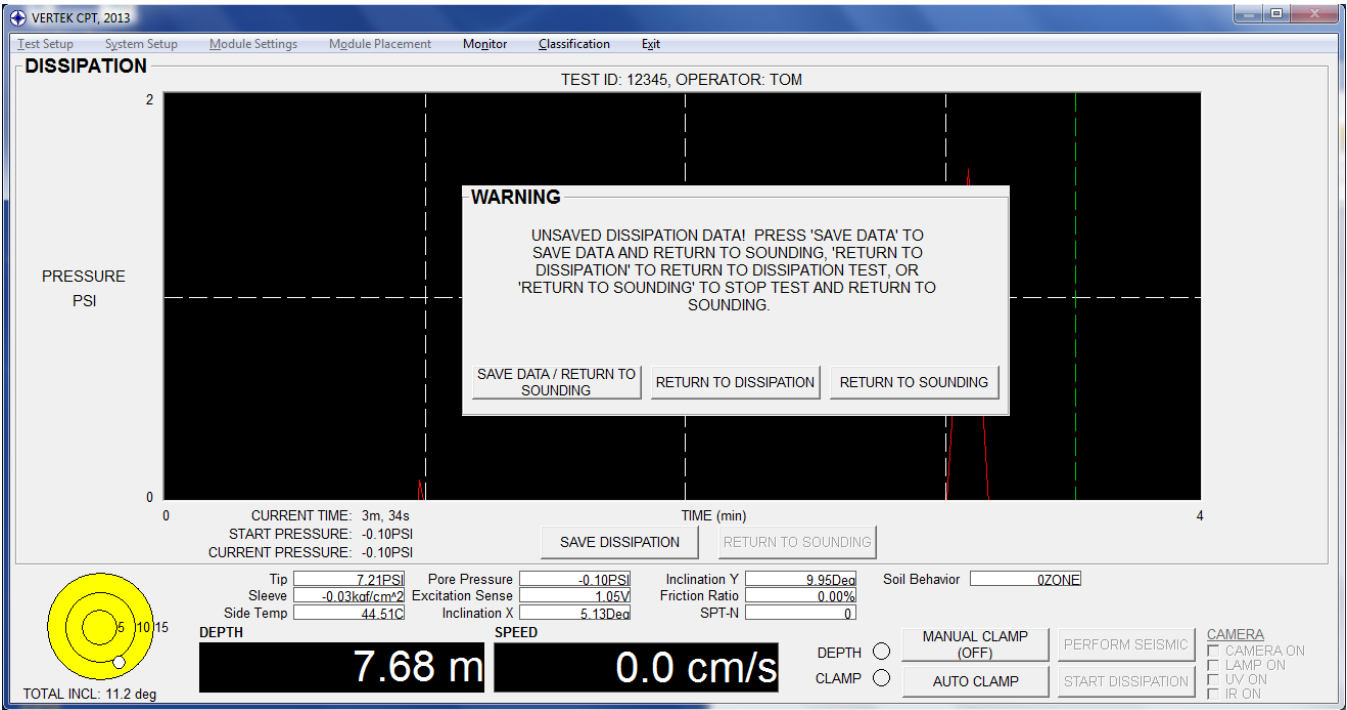 VERTEK CPT, 2013
Test Setup System Setup Module Settings Module Placement Monitor Classification Exit
DISSIPATION
TEST ID: 12345, OPERATOR: TOM
2
WARNING
UNSAVED DISSIPATION DATA! PRESS 'SAVE DATA' TO
SAVE DATA AND RETURN TO SOUNDING, 'RETURN TO
DISSIPATION' TO RETURN TO DISSIPATION TEST, OR
'RETURN TO SOUNDING' TO STOP TEST AND RETURN TO
SOUNDING.
PRESSURE
PSI
SAVE DATA / RETURN TO
SOUNDING
RETURN TO DISSIPATION
RETURN TO SOUNDING
0
0 CURRENT TIME: 3m, 34s TIME (min) 4
START PRESSURE: -0.10PSI
CURRENT PRESSURE: -0.10PSI
SAVE DISSIPATION
RETURN TO SOUNDING
Tip 7.21PSI Pore Pressure -0.10PSI Inclination Y 9.95Deg Soil Behavior 0ZONE
Sleeve -0.03kgf/cm^2 Excitation Sense 1.05V Friction Ratio 0.00%
Side Temp 44.51C Inclination X 5.13Deg SPT-N 0
5 10 15
TOTAL INCL: 11.2 deg
DEPTH
7.68 m
SPEED
0.0 cm/s
DEPTH
CLAMP
MANUAL CLAMP
(OFF)
AUTO CLAMP
PERFORM SEISMIC
START DISSIPATION
CAMERA
CAMERA ON
LAMP ON
UV ON
IR ON